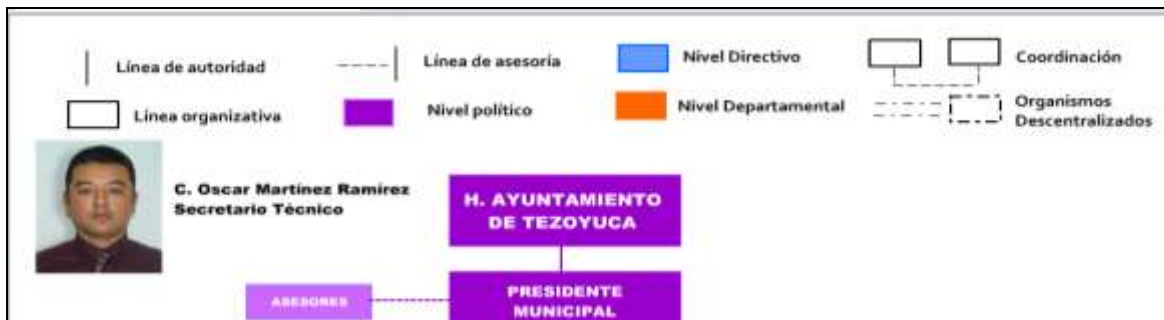 Línea de autoridad
Línea de asesoria
Nivel Directivo
Coordinación
Línea organizativa
Nivel político
Nivel Departamental
Organismos
Descentralizados
C. Oscar Martínez Ramírez
Secretario Técnico
H. AYUNTAMIENTO
DE TEZOYUCA
ASESORES
PRESIDENTE
MUNICIPAL